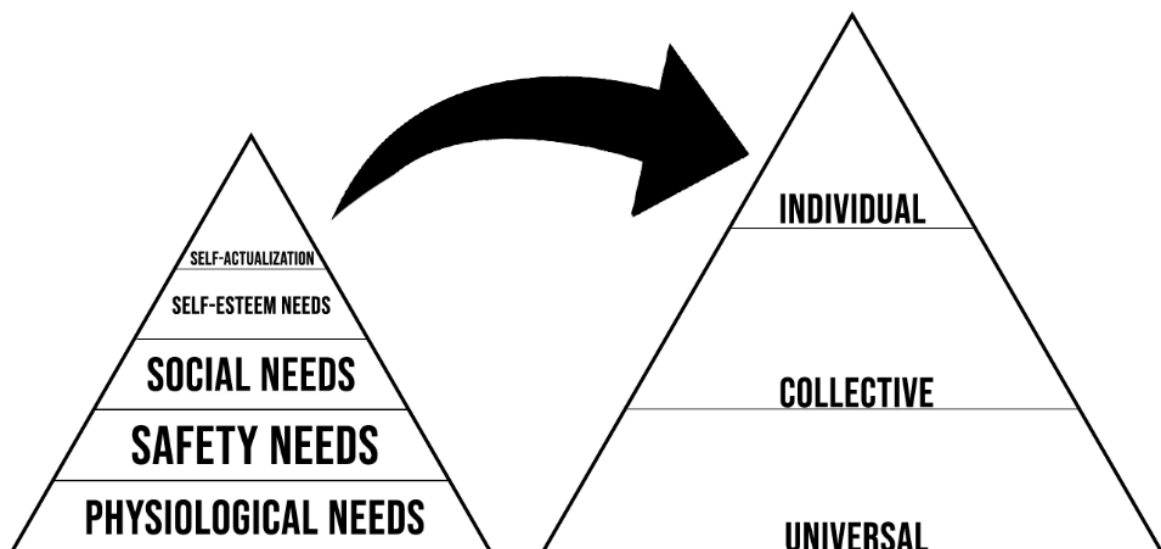 SELF-ACTUALIZATION
SELF-ESTEEM NEEDS
SOCIAL NEEDS
SAFETY NEEDS
PHYSIOLOGICAL NEEDS
INDIVIDUAL
COLLECTIVE
UNIVERSAL